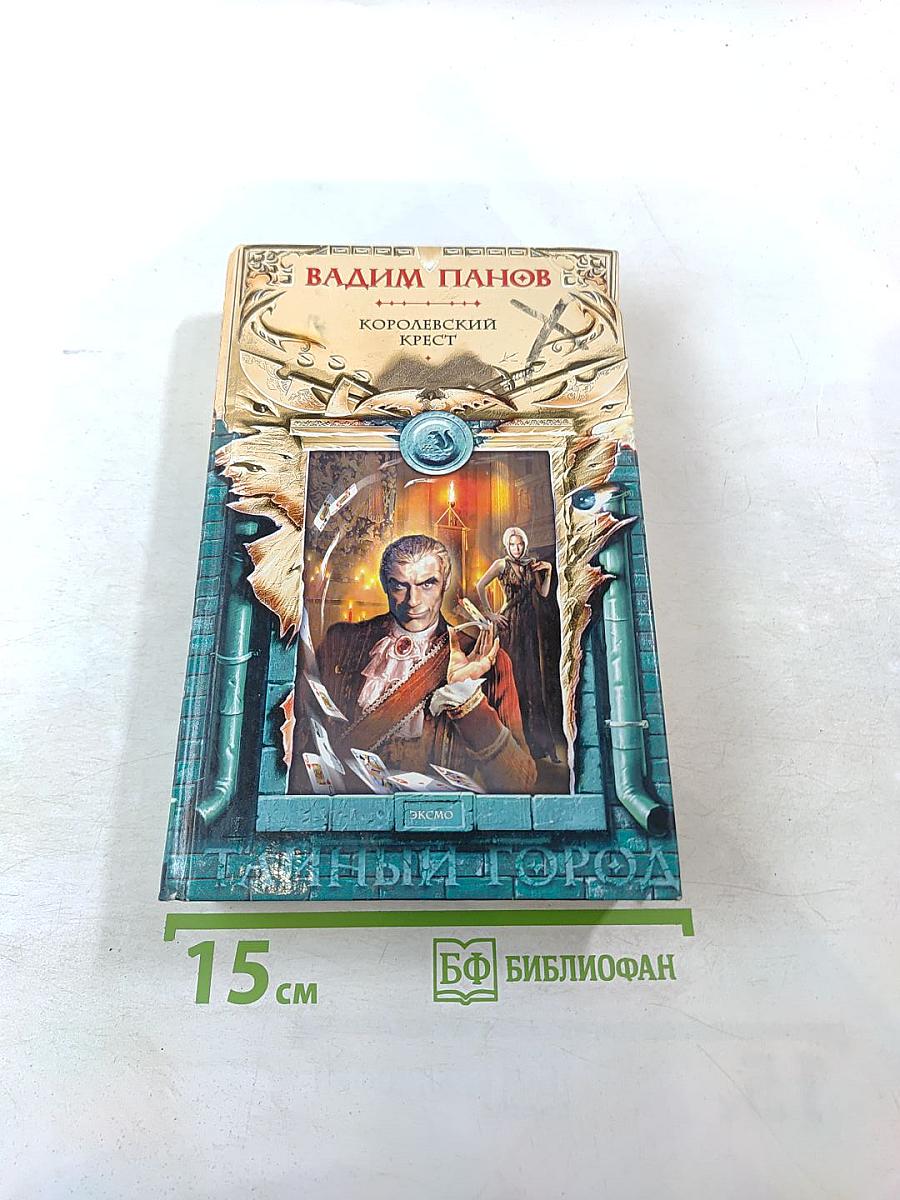 ВАДИМ ПАНОВ
КОРОЛЕВСКИЙ
КРЕСТ
ЭКСМО
ТАЙНЫЙ ГОРОД
15 см
БФ БИБЛИОФАН